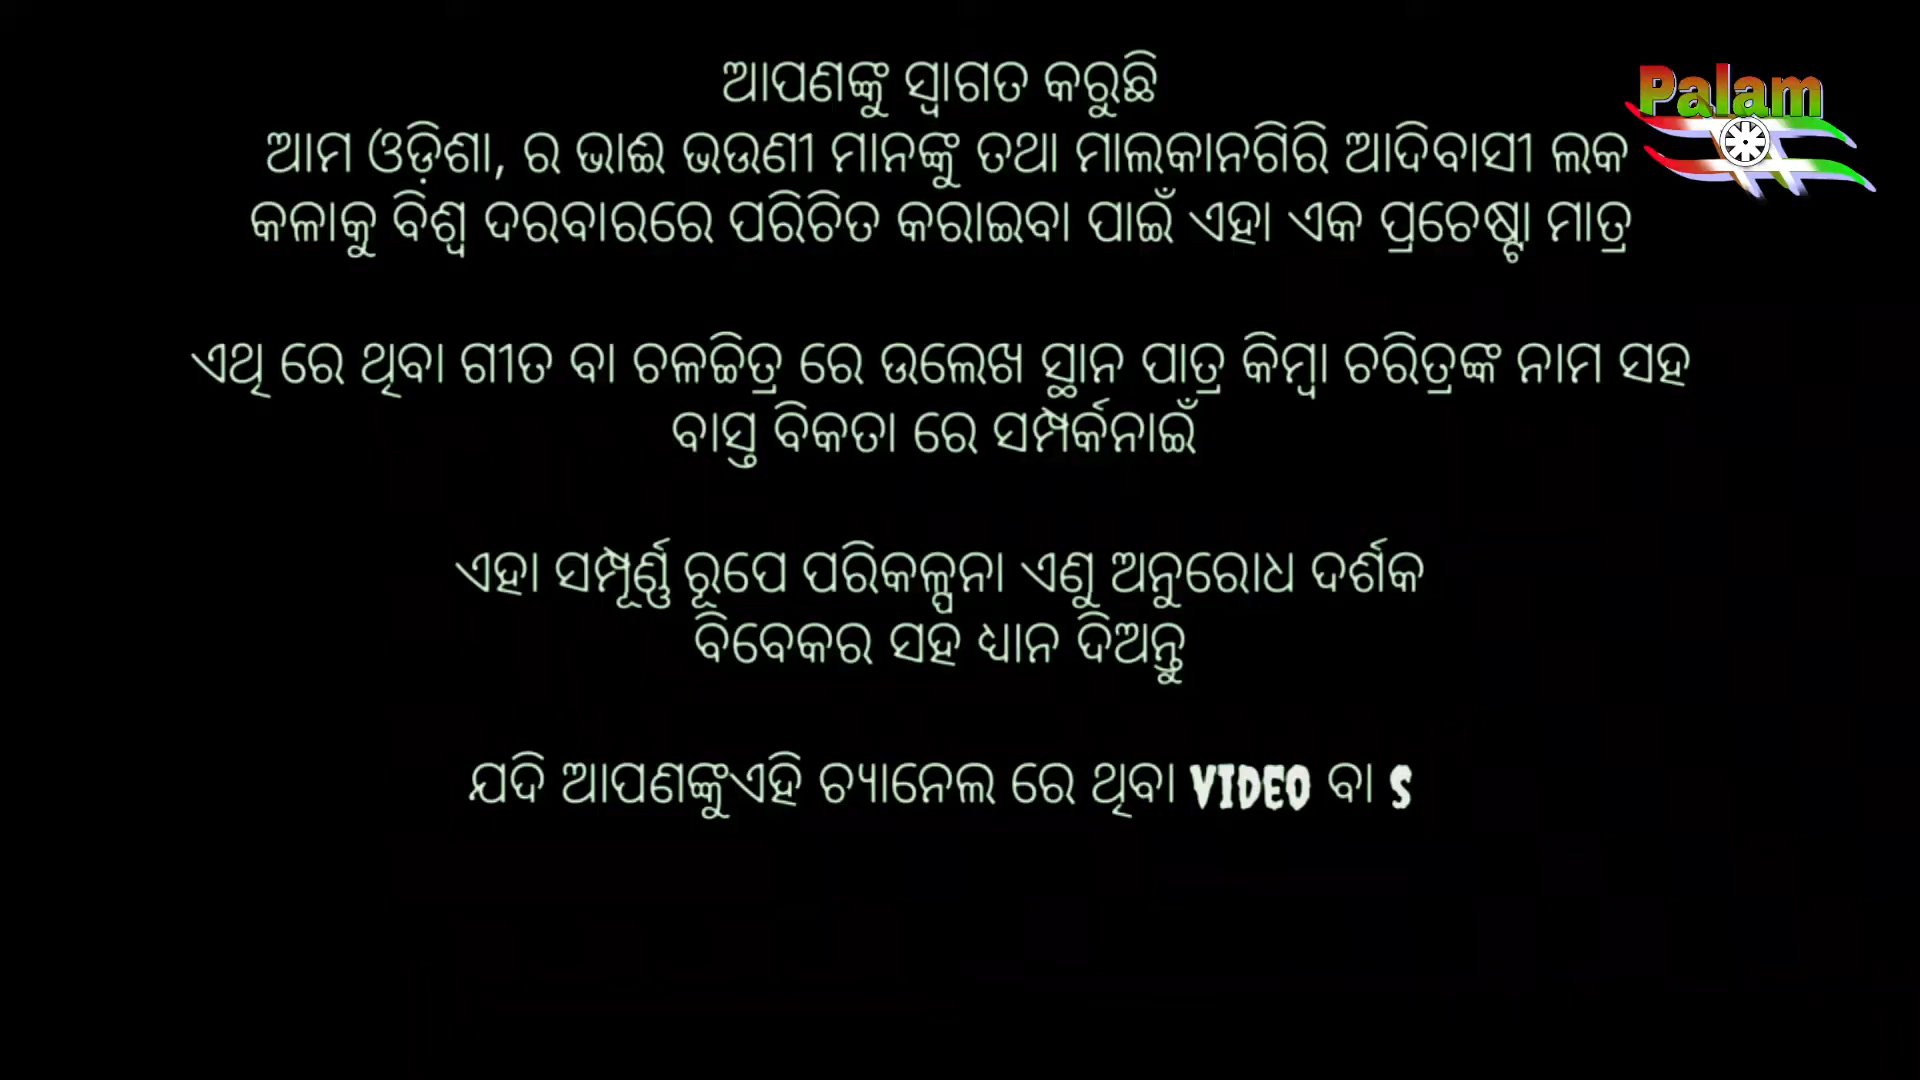 ଆପଣଙ୍କୁ ସ୍ୱାଗତ କରୁଛି
Palam
ଆମ ଓଡ଼ିଶା, ର ଭାଈ ଭଉଣୀ ମାନଙ୍କୁ ତଥା ମାଲକାନଗିରି ଆଦିବାସୀ ଲକ
କଳାକୁ ବିଶ୍ୱ ଦରବାରରେ ପରିଚିତ କରାଇବା ପାଇଁ ଏହା ଏକ ପ୍ରଚେଷ୍ଟା ମାତ୍ର
ଏଥି ରେ ଥିବା ଗୀତ ବା ଚଳଚ୍ଚିତ୍ର ରେ ଉଲେଖ ସ୍ଥାନ ପାତ୍ର କିମ୍ବା ଚରିତ୍ରଙ୍କ ନାମ ସହ
ବାସ୍ତ ବିକତା ରେ ସମ୍ପର୍କନାଇଁ
ଏହା ସମ୍ପୂର୍ଣ୍ଣ ରୂପେ ପରିକଳ୍ପନା ଏଣୁ ଅନୁରୋଧ ଦର୍ଶକ
ବିବେକର ସହ ଧ୍ୟାନ ଦିଅନ୍ତୁ
ଯଦି ଆପଣଙ୍କୁଏହି ଚ୍ୟାନେଲ ରେ ଥିବା VIDEO ବା S